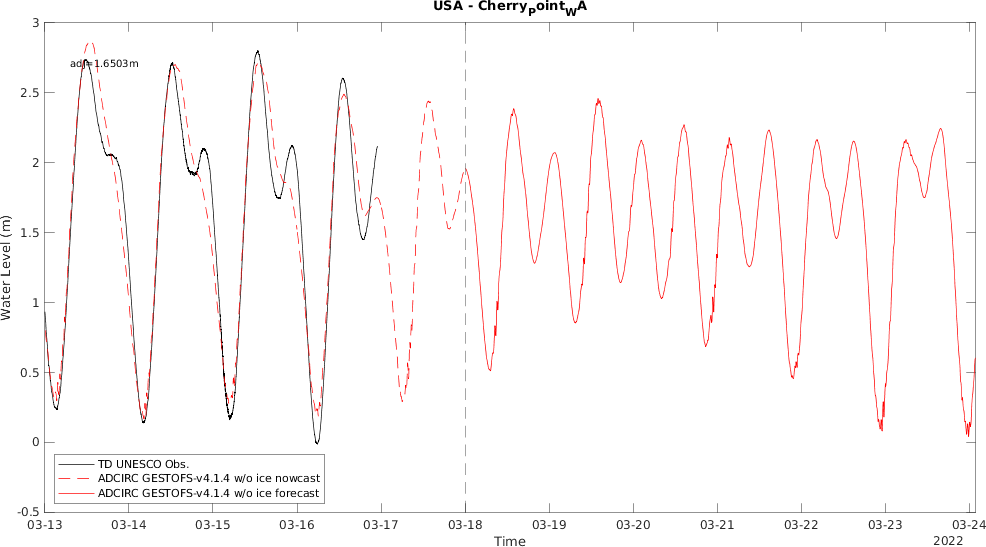 USA - Cherry_Point_WA
3
2.5
2
1.5
1
0.5
0
-0.5
Water Level (m)
adj=1.6503m
TD UNESCO Obs.
ADCIRC GESTOFS-v4.1.4 w/o ice nowcast
ADCIRC GESTOFS-v4.1.4 w/o ice forecast
03-13 03-14 03-15 03-16 03-17 03-18 03-19 03-20 03-21 03-22 03-23 03-24
Time
2022